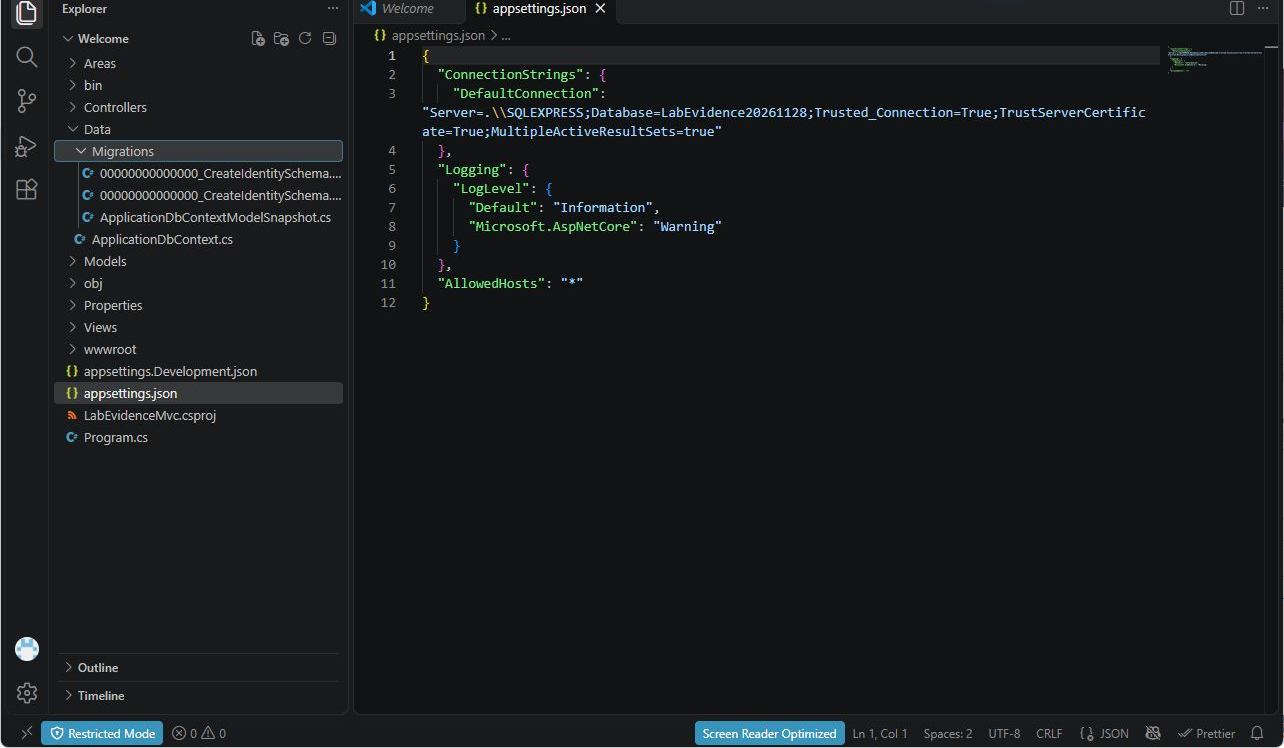 Explorer
Welcome
Areas
bin
Controllers
Data
Migrations
00000000000000_CreateIdentitySchema....
00000000000000_CreateIdentitySchema....
ApplicationDbContextModelSnapshot.cs
ApplicationDbContext.cs
Models
obj
Properties
Views
wwwroot
appsettings.Development.json
appsettings.json
LabEvidenceMvc.csproj
Program.cs
Outline
Timeline
Welcome
{} appsettings.json
{} appsettings.json > ...
1 {
2 "ConnectionStrings": {
3 "DefaultConnection":
"Server=.\\SQLEXPRESS;Database=LabEvidence20261128;Trusted_Connection=True;TrustServerCertific
ate=True;MultipleActiveResultSets=true"
4 },
5 "Logging": {
6 "LogLevel": {
7 "Default": "Information",
8 "Microsoft.AspNetCore": "Warning"
9 }
10 },
11 "AllowedHosts": "*"
12 }
Restricted Mode 0 0 Screen Reader Optimized Ln 1, Col 1 Spaces: 2 UTF-8 CRLF {} JSON Prettier